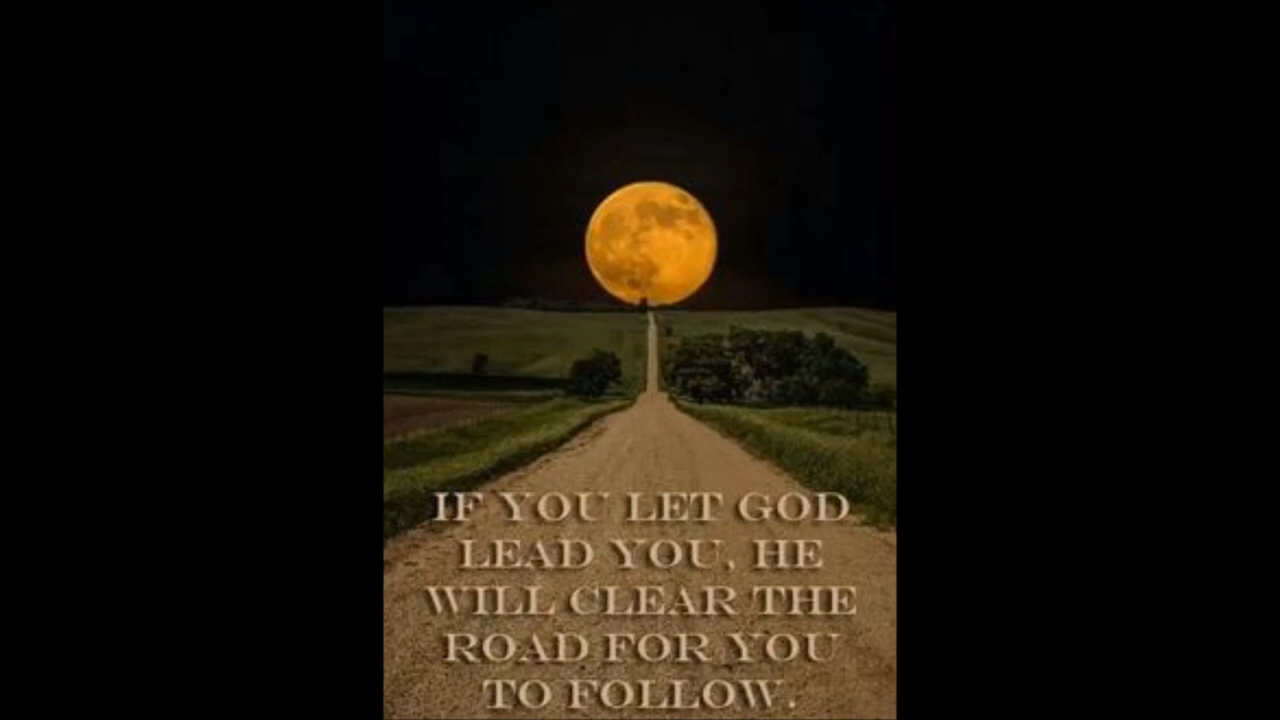 IF YOU LET GOD
LEAD YOU, HE
WILL CLEAR THE
ROAD FOR YOU
TO FOLLOW.